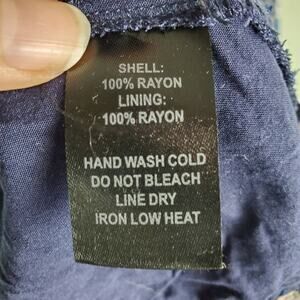 SHELL:
100% RAYON
LINING:
100% RAYON
HAND WASH COLD
DO NOT BLEACH
LINE DRY
IRON LOW HEAT